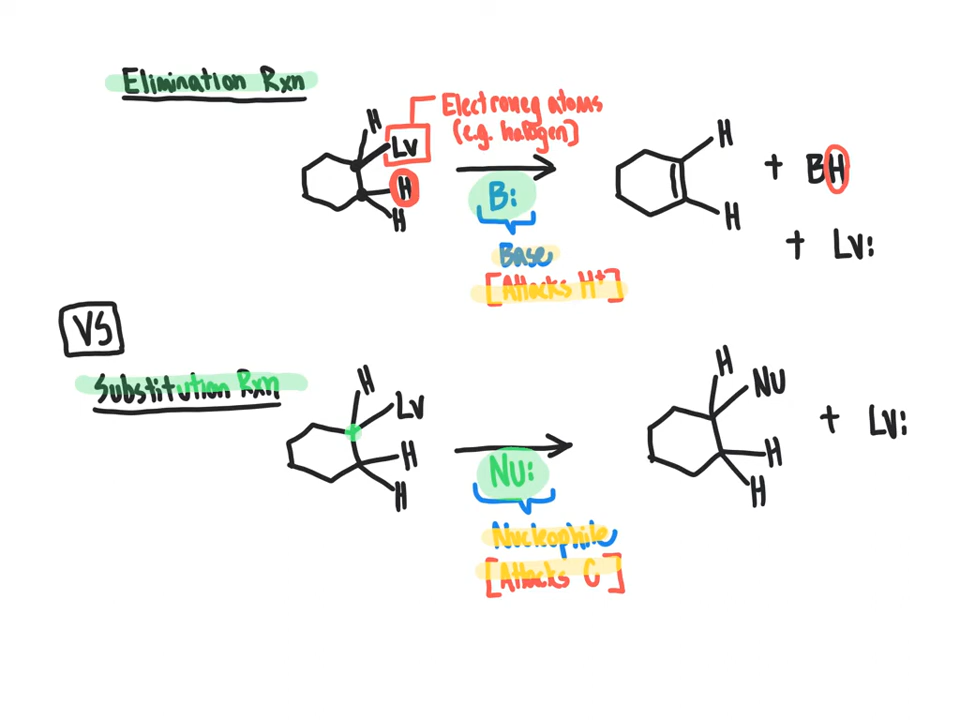 Elimination Rxn
H
Lv
H
H
Electroneg atoms
(e.g. halogen)
B:
Base
[Attacks H⁺]
H
H
+ BH
+ Lv:
VS
Substitution Rxn
H
Lv
H
H
Nu:
Nucleophile
[Attacks C]
H
Nu
H
H
+ Lv: